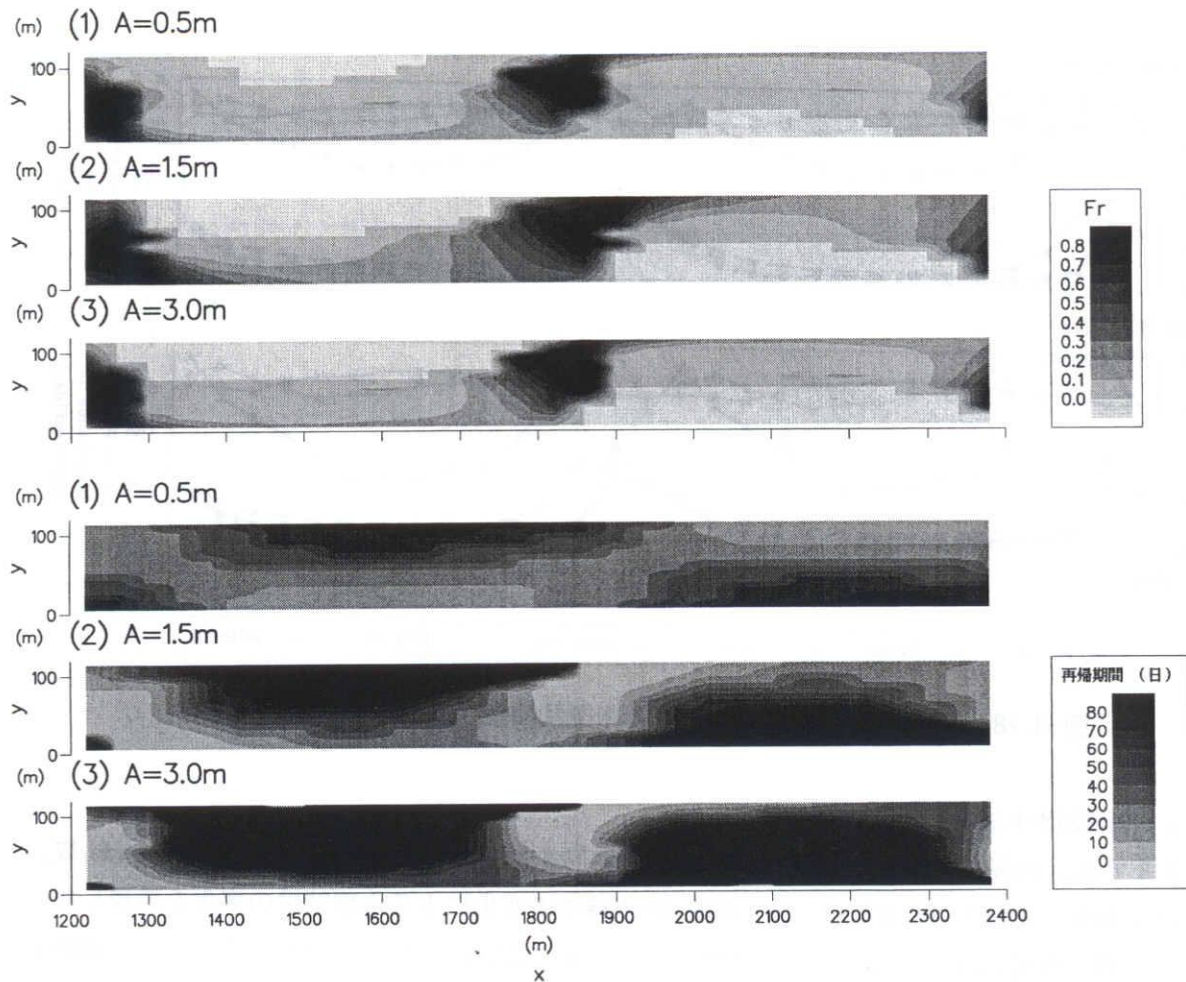 (m) (1) A=0.5m
100
y
0
(m) (2) A=1.5m
100
y
0
(m) (3) A=3.0m
100
y
0
Fr
0.8
0.7
0.6
0.5
0.4
0.3
0.2
0.1
0.0
(m) (1) A=0.5m
100
y
0
(m) (2) A=1.5m
100
y
0
(m) (3) A=3.0m
100
y
0
1200 1300 1400 1500 1600 1700 1800 1900 2000 2100 2200 2300 2400
(m)
x
再帰期間 (日)
80
70
60
50
40
30
20
10
0